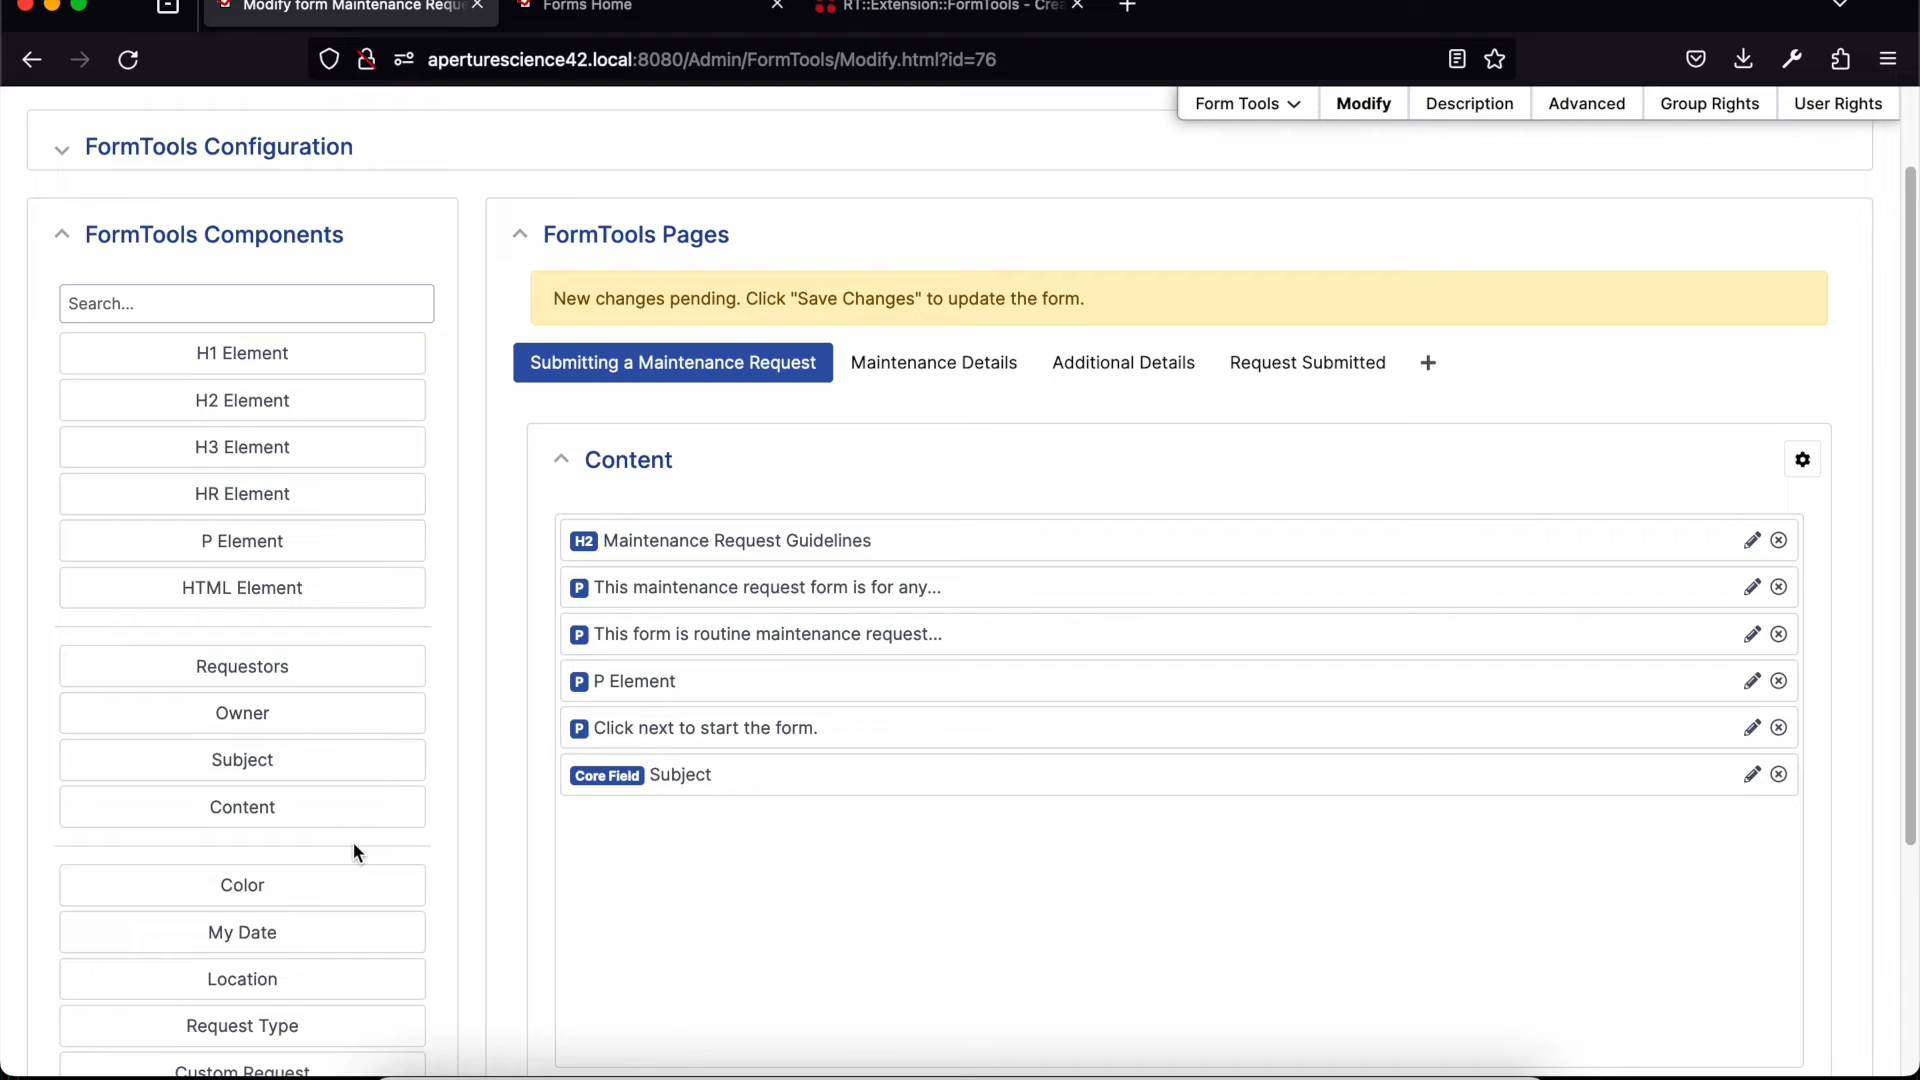 Modify form Maintenance Reque
Forms Home
RT::Extension::FormTools - Crea
aperturescience42.local:8080/Admin/FormTools/Modify.html?id=76
Form Tools
Modify
Description
Advanced
Group Rights
User Rights
FormTools Configuration
FormTools Components
Search...
H1 Element
H2 Element
H3 Element
HR Element
P Element
HTML Element
Requestors
Owner
Subject
Content
Color
My Date
Location
Request Type
Custom Request
FormTools Pages
New changes pending. Click "Save Changes" to update the form.
Submitting a Maintenance Request
Maintenance Details
Additional Details
Request Submitted
Content
H2 Maintenance Request Guidelines
P This maintenance request form is for any...
P This form is routine maintenance request...
P P Element
P Click next to start the form.
Core Field Subject